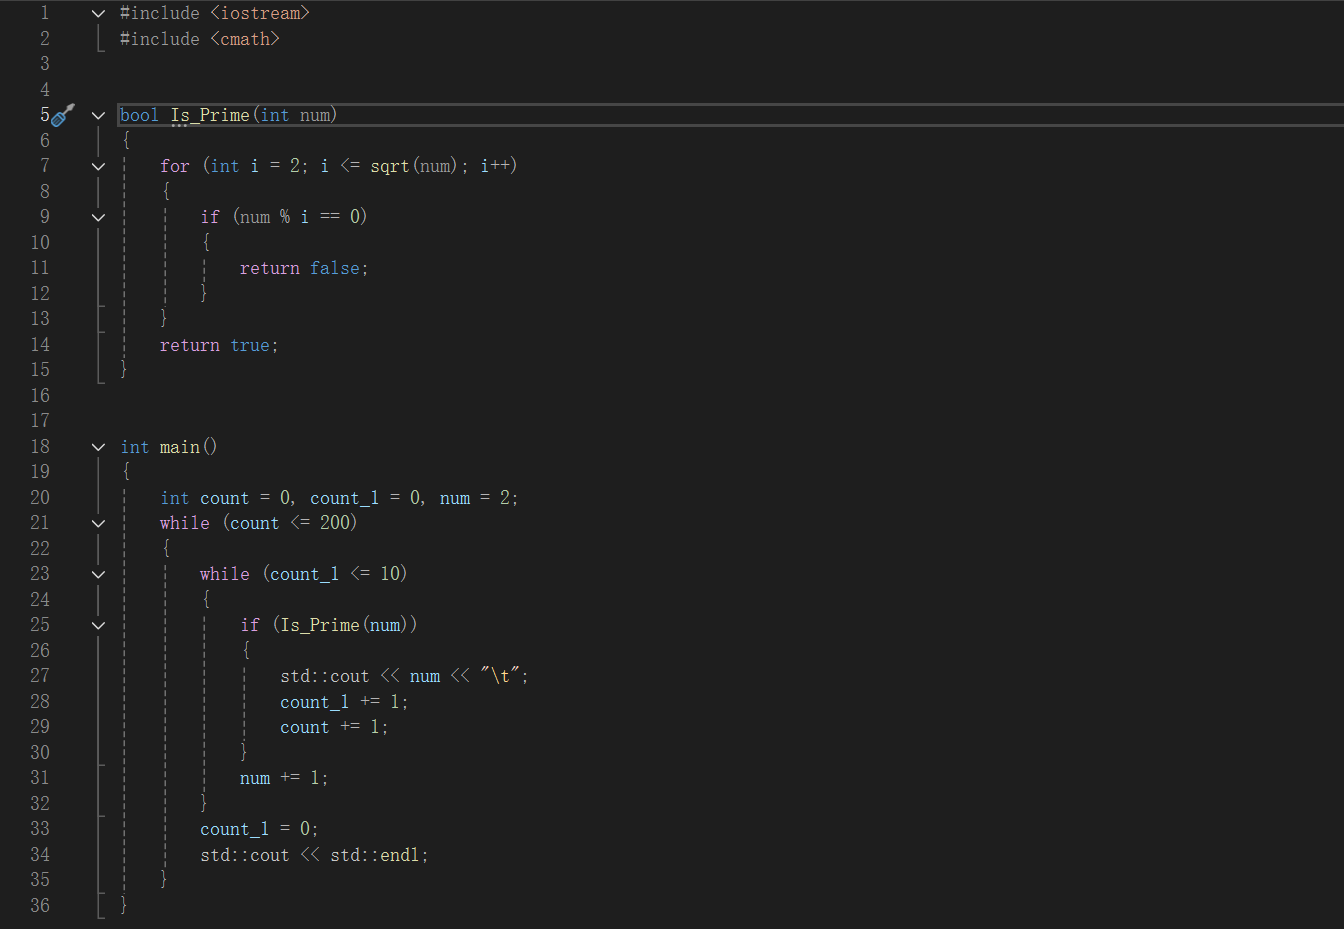 1 #include <iostream>
2 #include <cmath>
3
4
5 bool Is_Prime(int num)
6 {
7     for (int i = 2; i <= sqrt(num); i++)
8     {
9         if (num % i == 0)
10         {
11             return false;
12         }
13     }
14     return true;
15 }
16
17
18 int main()
19 {
20     int count = 0, count_1 = 0, num = 2;
21     while (count <= 200)
22     {
23         while (count_1 <= 10)
24         {
25             if (Is_Prime(num))
26             {
27                 std::cout << num << "\t";
28                 count_1 += 1;
29                 count += 1;
30             }
31             num += 1;
32         }
33         count_1 = 0;
34         std::cout << std::endl;
35     }
36 }